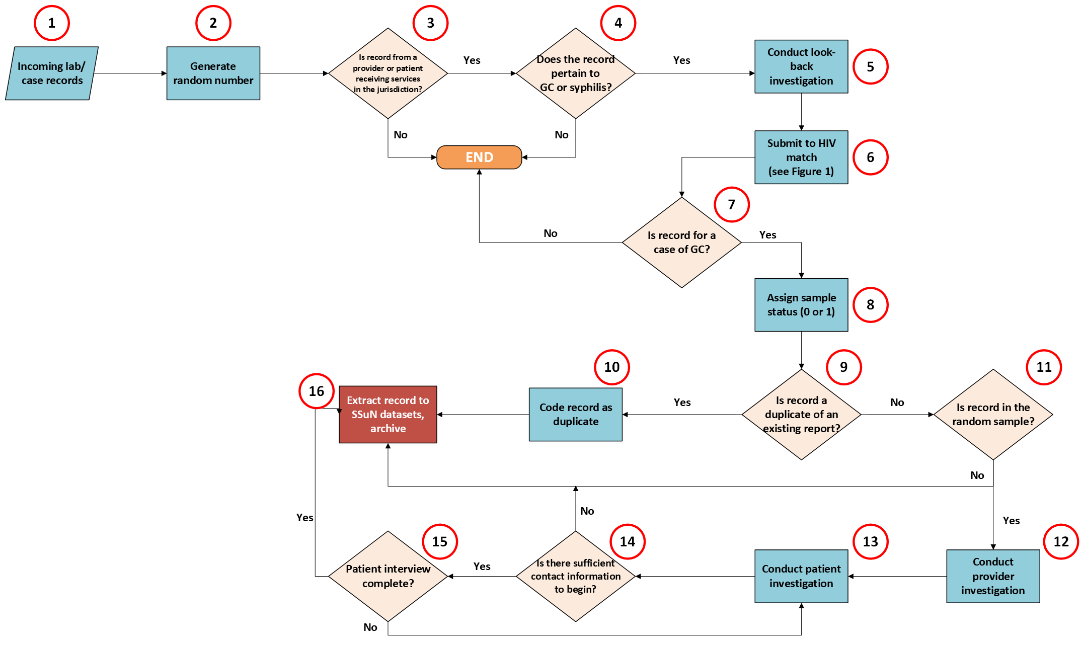 1
Incoming lab/
case records
2
Generate
random number
3
Is record from a
provider or patient
receiving services
in the jurisdiction?
Yes
No
4
Does the record
pertain to
GC or syphilis?
Yes
No
END
5
Conduct look-
back
investigation
6
Submit to HIV
match
(see Figure 1)
7
Is record for a
case of GC?
No
Yes
8
Assign sample
status (0 or 1)
9
Is record a
duplicate of an
existing report?
Yes
No
10
Code record as
duplicate
11
Is record in the
random sample?
No
Yes
16
Extract record to
SSuN datasets,
archive
12
Conduct
provider
investigation
13
Conduct patient
investigation
14
Is there sufficient
contact information
to begin?
No
Yes
15
Patient interview
complete?
Yes
No